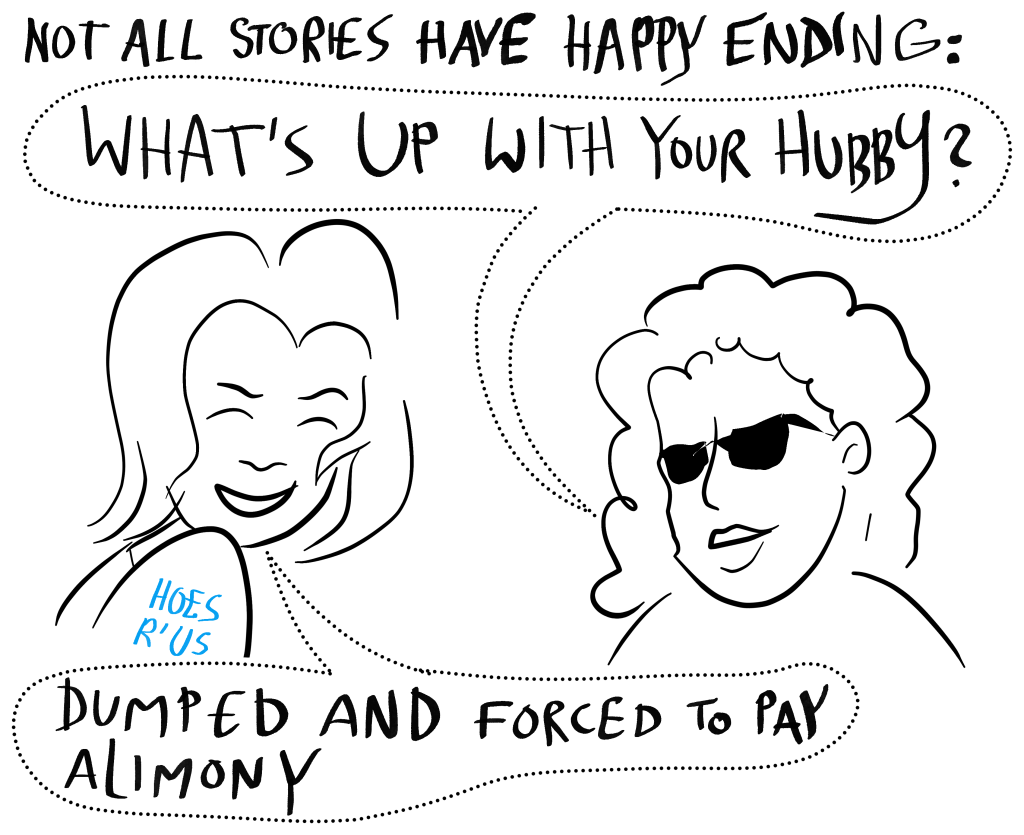 NOT ALL STORIES HAVE HAPPY ENDING:
WHAT'S UP WITH YOUR HUBBY?
HOES
R'US
DUMPED AND FORCED TO PAY
ALIMONY